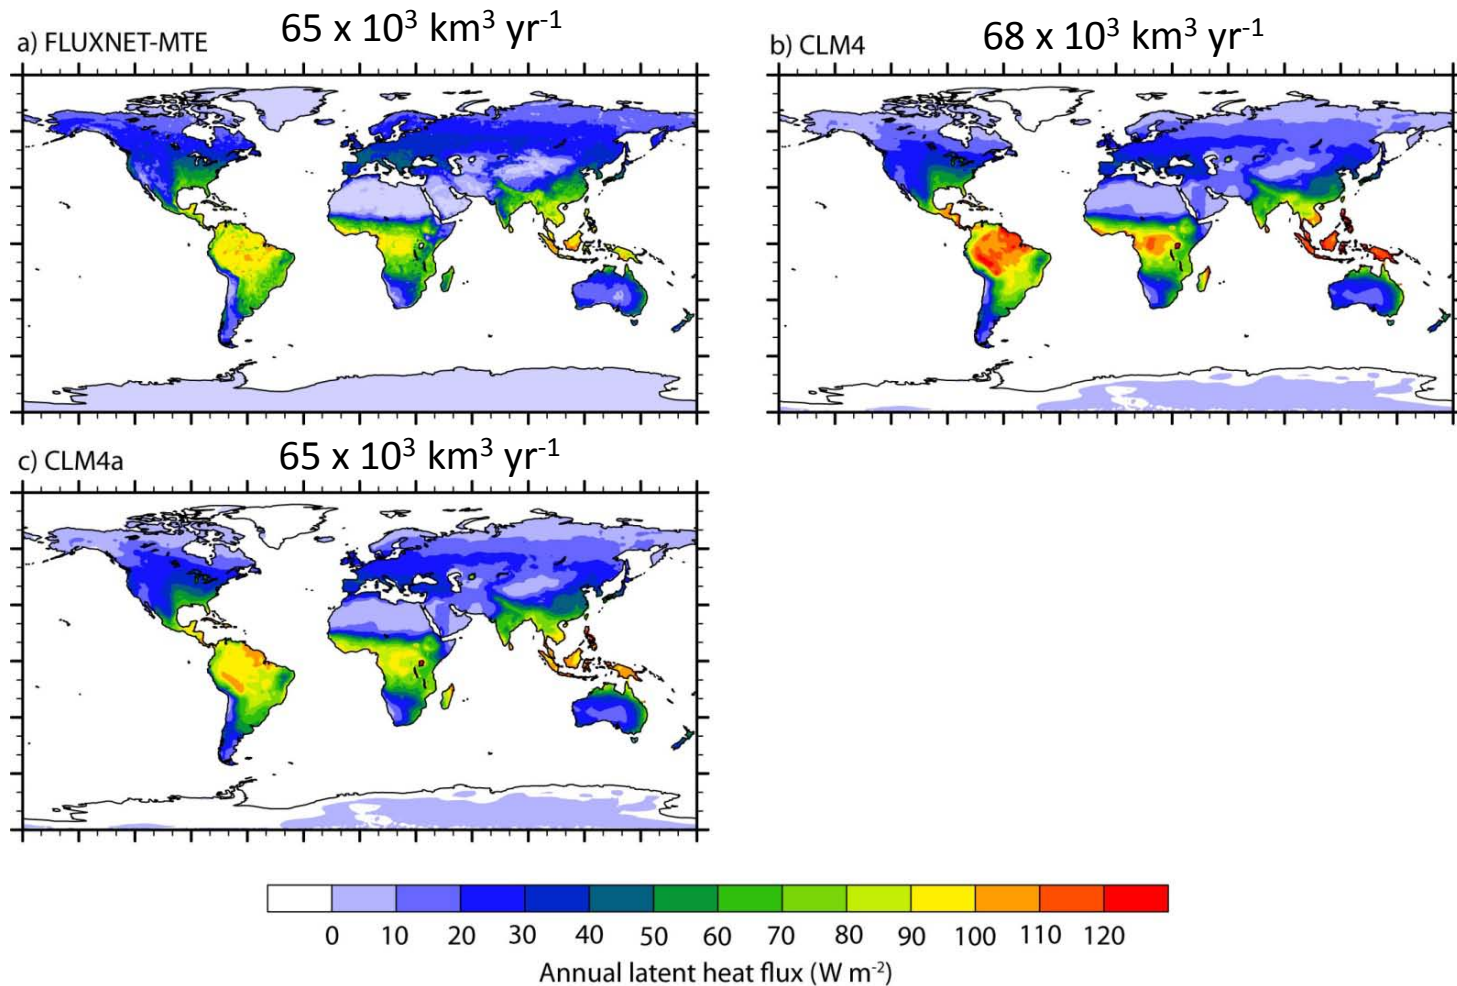 a) FLUXNET-MTE 65 x 10³ km³ yr⁻¹
b) CLM4 68 x 10³ km³ yr⁻¹
c) CLM4a 65 x 10³ km³ yr⁻¹
0 10 20 30 40 50 60 70 80 90 100 110 120
Annual latent heat flux (W m⁻²)